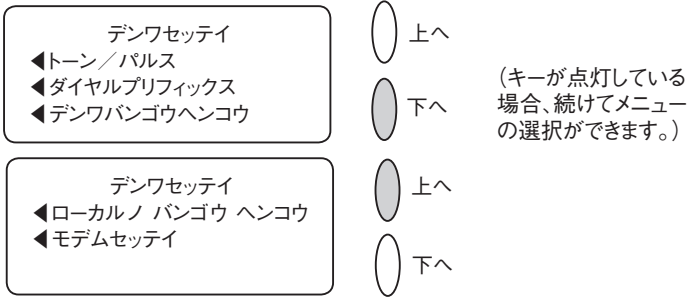 デンワセッテイ
◀トーン／パルス
◀ダイヤルプリフィックス
◀デンワバンゴウヘンコウ
上へ
下へ
（キーが点灯している
場合、続けてメニュー
の選択ができます。）
デンワセッテイ
◀ローカルノ バンゴウ ヘンコウ
◀モデムセッテイ
上へ
下へ